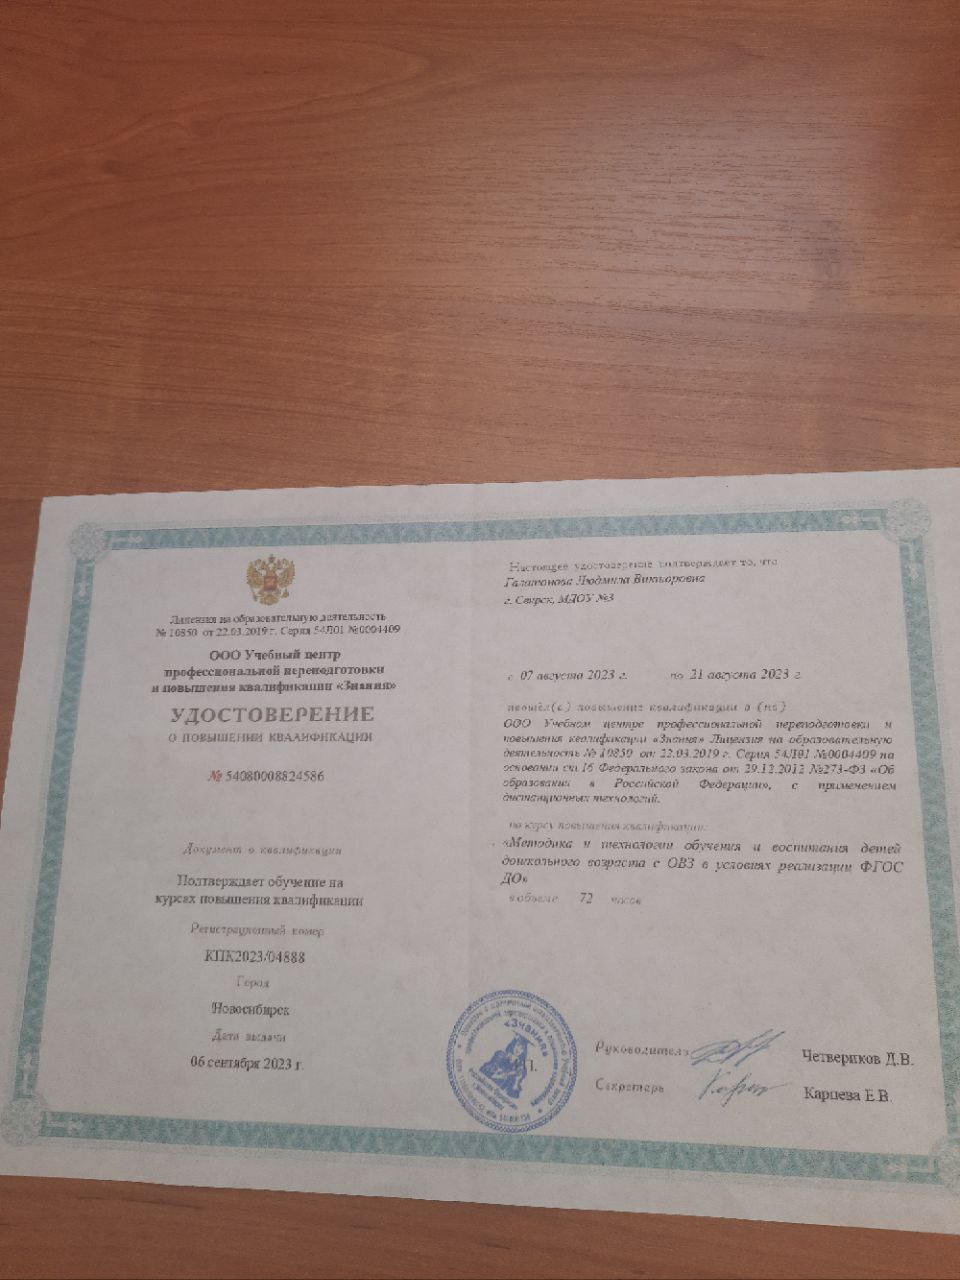 Лицензия на образовательную деятельность
№ 10850 от 22.03.2019 г. Серия 54Л01 №0004409
ООО Учебный центр
профессиональной переподготовки
и повышения квалификации «Знания»
УДОСТОВЕРЕНИЕ
О ПОВЫШЕНИИ КВАЛИФИКАЦИИ
№ 54080008824586
Документ о квалификации
Подтверждает обучение на
курсах повышения квалификации
Регистрационный номер
КПК2023/04888
Город
Новосибирск
Дата выдачи
06 сентября 2023 г.
Настоящее удостоверение подтверждает то, что
Людмила Викторовна
г. Свирск, МДОУ №3
с 07 августа 2023 г. по 21 августа 2023 г.
прошёл(а) повышение квалификации в (на)
ООО Учебном центре профессиональной переподготовки и
повышения квалификации «Знания» Лицензия на образовательную
деятельность № 10850 от 22.03.2019 г. Серия 54Л01 №0004409 на
основании ст.16 Федерального закона от 29.12.2012 №273-ФЗ «Об
образовании в Российской Федерации», с применением
дистанционных технологий.
по курсу повышения квалификации:
«Методика и технологии обучения и воспитания детей
дошкольного возраста с ОВЗ в условиях реализации ФГОС
ДО»
в объеме 72 часов
«Знания»
Руководитель
Четвериков Д.В.
Секретарь
Карцева Е.В.